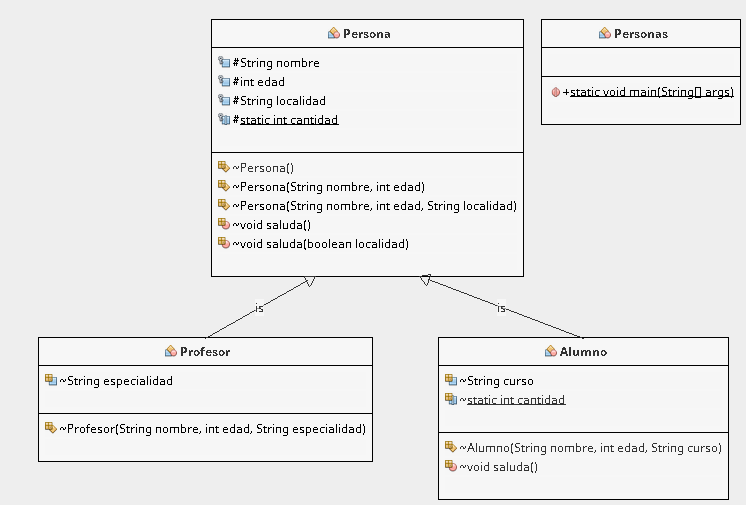 Persona
#String nombre
#int edad
#String localidad
#static int cantidad
~Persona()
~Persona(String nombre, int edad)
~Persona(String nombre, int edad, String localidad)
~void saluda()
~void saluda(boolean localidad)
Personas
+static void main(String[] args)
is
is
Profesor
~String especialidad
~Profesor(String nombre, int edad, String especialidad)
Alumno
~String curso
~static int cantidad
~Alumno(String nombre, int edad, String curso)
~void saluda()